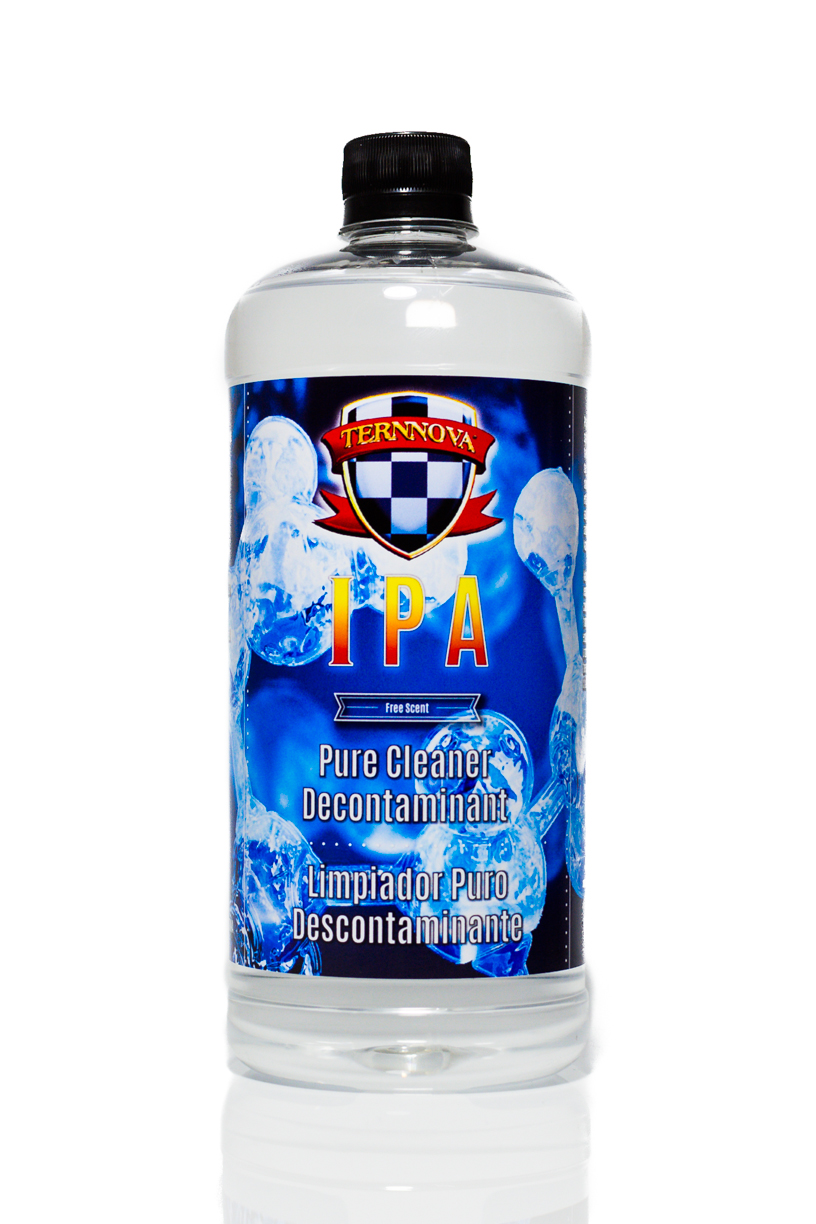 TERNNOVA
IPA
Free Scent
Pure Cleaner
Decontaminant
Limpiador Puro
Descontaminante